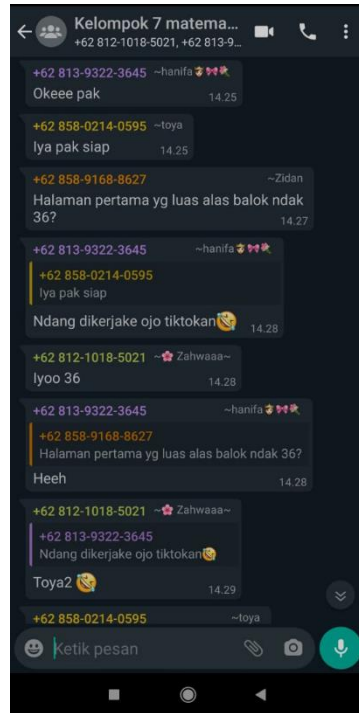 Kelompok 7 matema...
+62 812-1018-5021, +62 813-9...
+62 813-9322-3645 ~hanifa
Okeee pak
14.25
+62 858-0214-0595 ~toya
Iya pak siap
14.25
+62 858-9168-8627 ~Zidan
Halaman pertama yg luas alas balok ndak
36?
14.27
+62 813-9322-3645 ~hanifa
+62 858-0214-0595
Iya pak siap
Ndang dikerjake ojo tiktokan🤣
14.28
+62 812-1018-5021 ~🌸 Zahwaaa~
Iyoo 36
14.28
+62 813-9322-3645 ~hanifa
+62 858-9168-8627
Halaman pertama yg luas alas balok ndak 36?
Heeh
14.28
+62 812-1018-5021 ~🌸 Zahwaaa~
+62 813-9322-3645
Ndang dikerjake ojo tiktokan🤣
Toya2 🤣
14.29
+62 858-0214-0595 ~toya
Ketik pesan